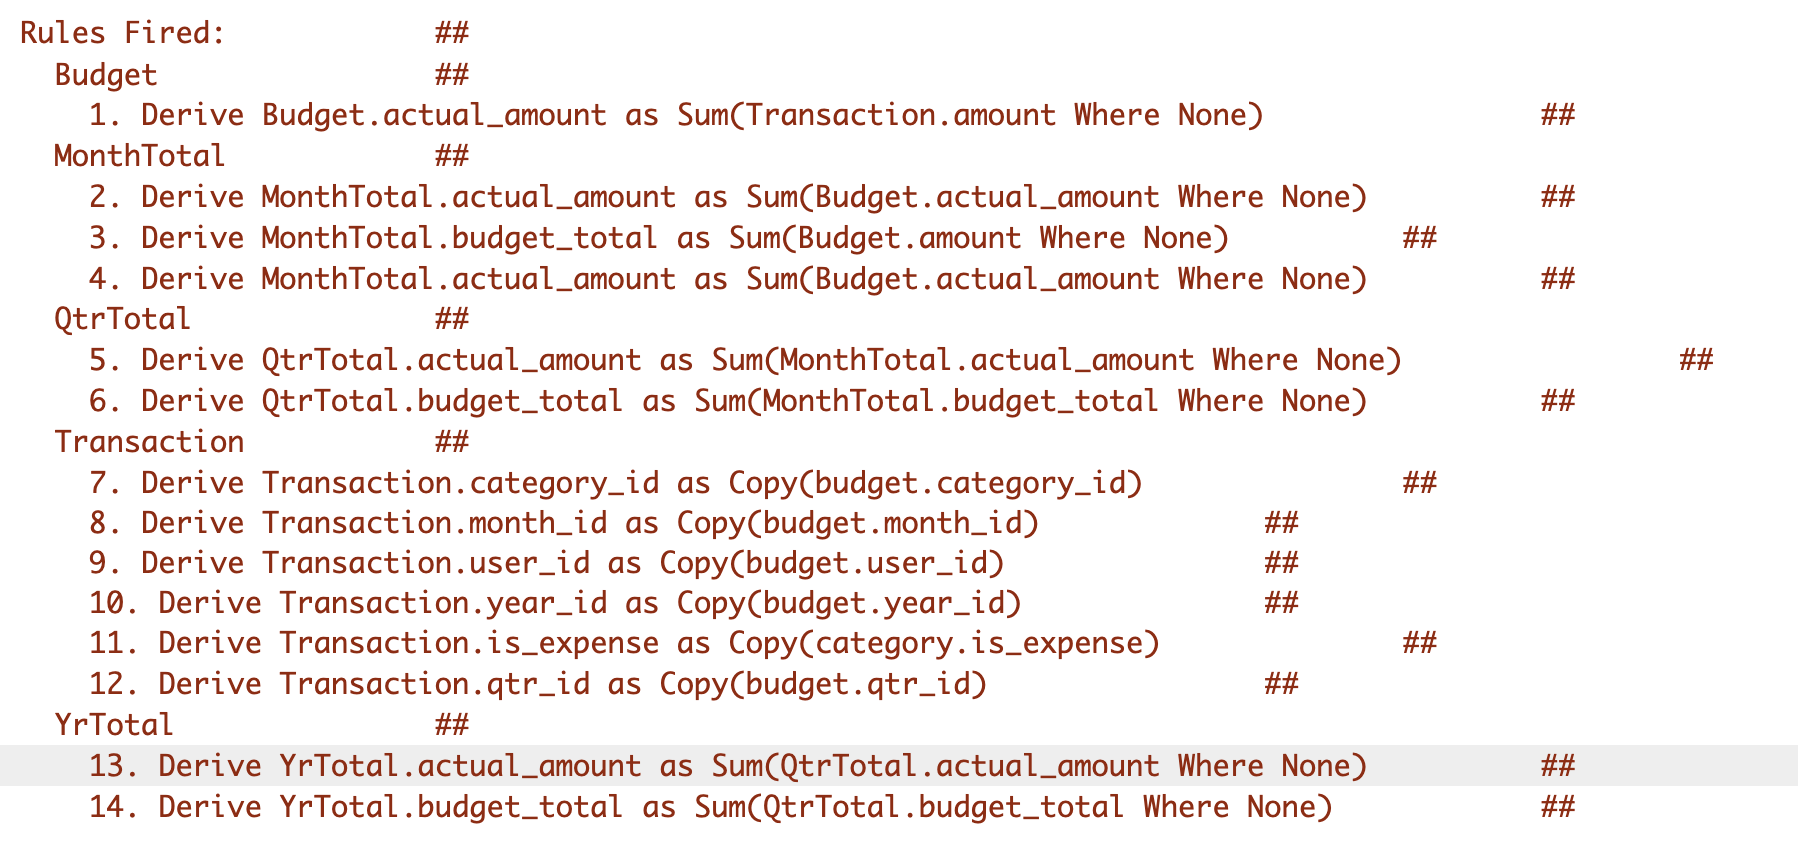 Rules Fired:            ##
  Budget                ##
    1. Derive Budget.actual_amount as Sum(Transaction.amount Where None)                ##
  MonthTotal            ##
    2. Derive MonthTotal.actual_amount as Sum(Budget.actual_amount Where None)          ##
    3. Derive MonthTotal.budget_total as Sum(Budget.amount Where None)          ##
    4. Derive MonthTotal.actual_amount as Sum(Budget.actual_amount Where None)          ##
  QtrTotal              ##
    5. Derive QtrTotal.actual_amount as Sum(MonthTotal.actual_amount Where None)                ##
    6. Derive QtrTotal.budget_total as Sum(MonthTotal.budget_total Where None)          ##
  Transaction           ##
    7. Derive Transaction.category_id as Copy(budget.category_id)               ##
    8. Derive Transaction.month_id as Copy(budget.month_id)             ##
    9. Derive Transaction.user_id as Copy(budget.user_id)               ##
    10. Derive Transaction.year_id as Copy(budget.year_id)              ##
    11. Derive Transaction.is_expense as Copy(category.is_expense)              ##
    12. Derive Transaction.qtr_id as Copy(budget.qtr_id)                ##
  YrTotal               ##
    13. Derive YrTotal.actual_amount as Sum(QtrTotal.actual_amount Where None)          ##
    14. Derive YrTotal.budget_total as Sum(QtrTotal.budget_total Where None)            ##